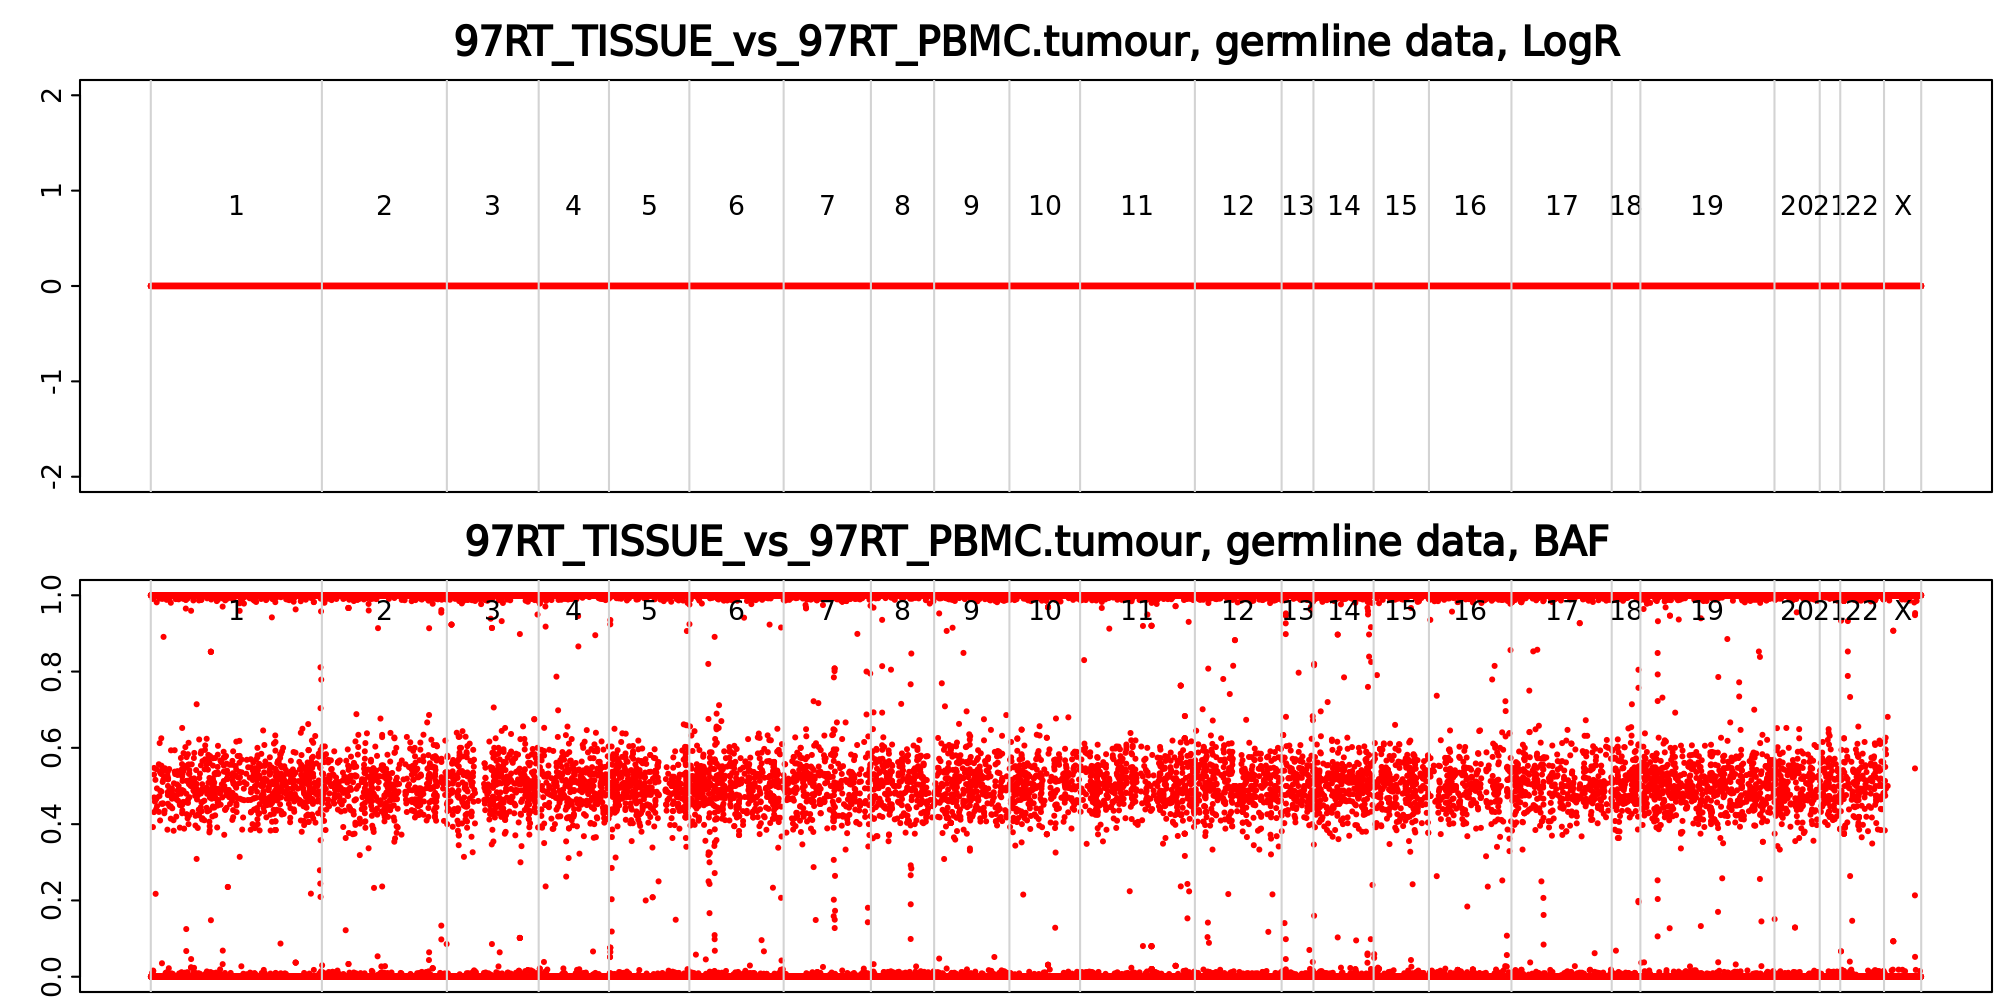 97RT_TISSUE_vs_97RT_PBMC.tumour, germline data, LogR
2
1
0
-1
-2
1 2 3 4 5 6 7 8 9 10 11 12 13 14 15 16 17 18 19 20 21 22 X
97RT_TISSUE_vs_97RT_PBMC.tumour, germline data, BAF
1.0
0.8
0.6
0.4
0.2
0.0
1 2 3 4 5 6 7 8 9 10 11 12 13 14 15 16 17 18 19 20 21 22 X